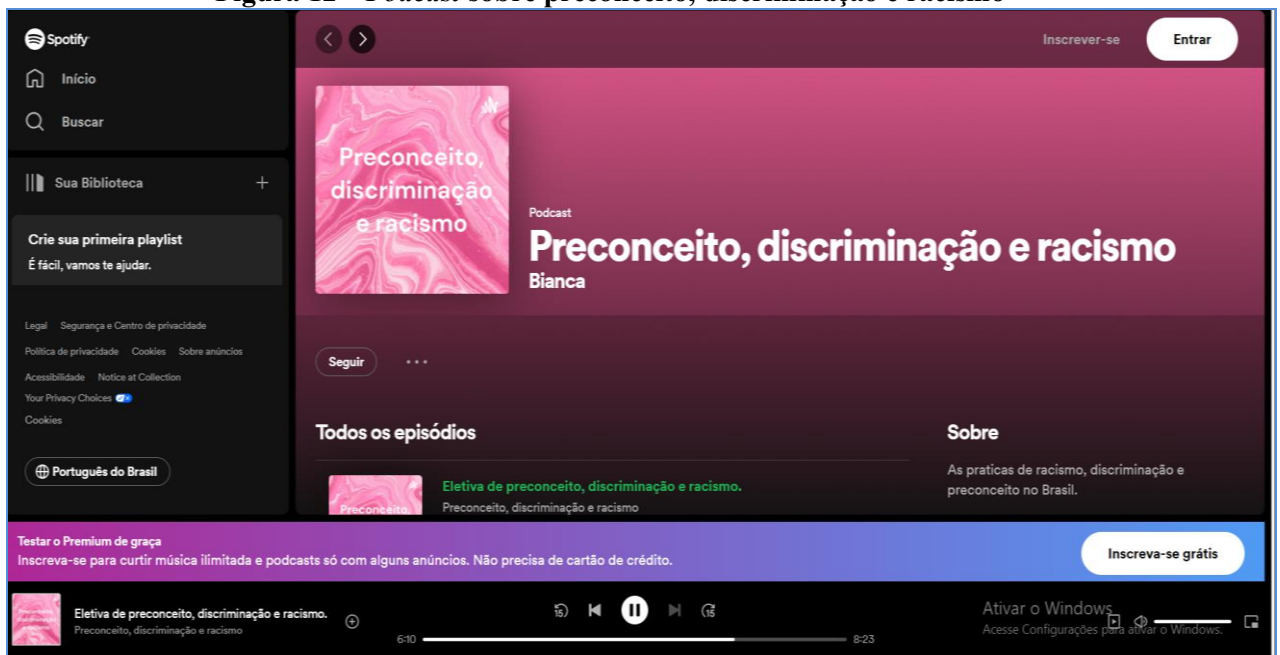 Figura 12 – Podcast sobre preconceito, discriminação e racismo
Spotify
Início
Buscar
Sua Biblioteca
Crie sua primeira playlist
É fácil, vamos te ajudar.
Legal Segurança e Centro de privacidade
Política de privacidade Cookies Sobre anúncios
Acessibilidade Notice at Collection
Your Privacy Choices
Cookies
Português do Brasil
Inscrever-se Entrar
Preconceito,
discriminação
e racismo
Podcast
Preconceito, discriminação e racismo
Bianca
Seguir
Todos os episódios
Preconceito,
Eletiva de preconceito, discriminação e racismo.
Preconceito, discriminação e racismo
Sobre
As praticas de racismo, discriminação e
preconceito no Brasil.
Testar o Premium de graça
Inscreva-se para curtir música ilimitada e podcasts só com alguns anúncios. Não precisa de cartão de crédito.
Inscreva-se grátis
Eletiva de preconceito, discriminação e racismo.
Preconceito, discriminação e racismo
15
15
6:10
8:23
Ativar o Windows
Acesse Configurações para ativar o Windows.